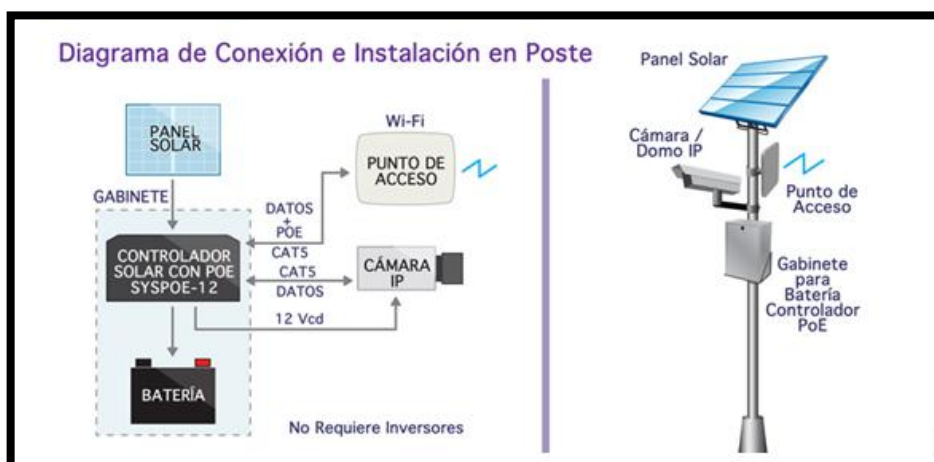 Diagrama de Conexión e Instalación en Poste
PANEL
SOLAR
GABINETE
CONTROLADOR
SOLAR CON POE
SYSPOE-12
BATERÍA
Wi-Fi
PUNTO DE
ACCESO
DATOS
+
POE
CAT5
CAT5
DATOS
CÁMARA
IP
12 Vcd
No Requiere Inversores
Panel Solar
Cámara /
Domo IP
Punto de
Acceso
Gabinete
para
Batería
Controlador
PoE